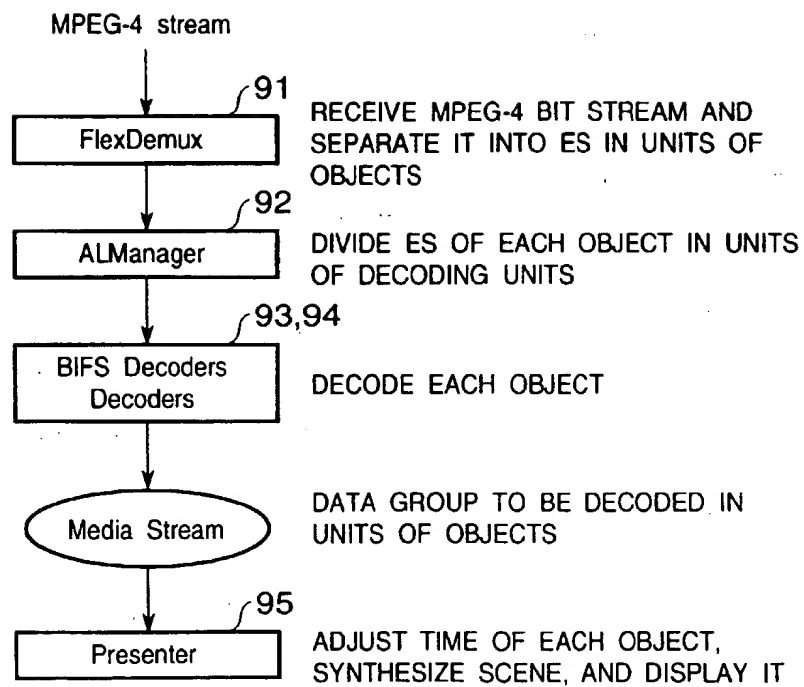 MPEG-4 stream
91
FlexDemux
RECEIVE MPEG-4 BIT STREAM AND
SEPARATE IT INTO ES IN UNITS OF
OBJECTS
92
ALManager
DIVIDE ES OF EACH OBJECT IN UNITS
OF DECODING UNITS
93,94
BIFS Decoders
Decoders
DECODE EACH OBJECT
Media Stream
DATA GROUP TO BE DECODED IN
UNITS OF OBJECTS
95
Presenter
ADJUST TIME OF EACH OBJECT,
SYNTHESIZE SCENE, AND DISPLAY IT